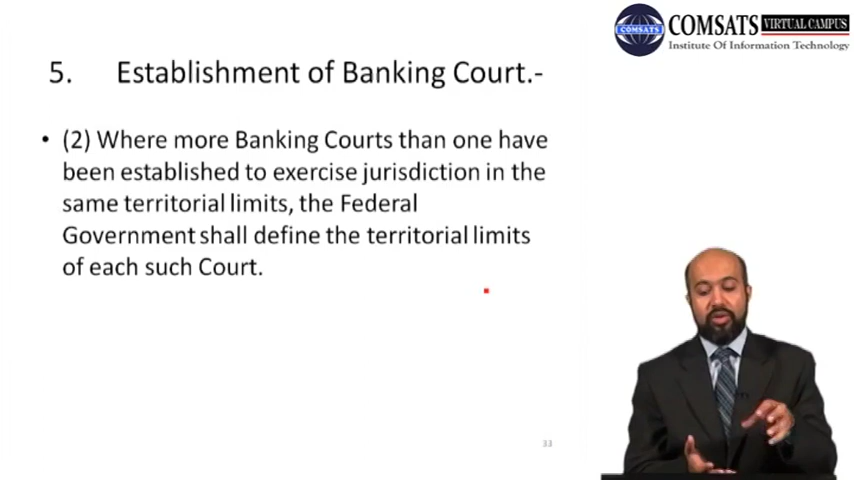 COMSATS VIRTUAL CAMPUS
COMSATS
Institute Of Information Technology
5. Establishment of Banking Court.-
• (2) Where more Banking Courts than one have
been established to exercise jurisdiction in the
same territorial limits, the Federal
Government shall define the territorial limits
of each such Court.
33